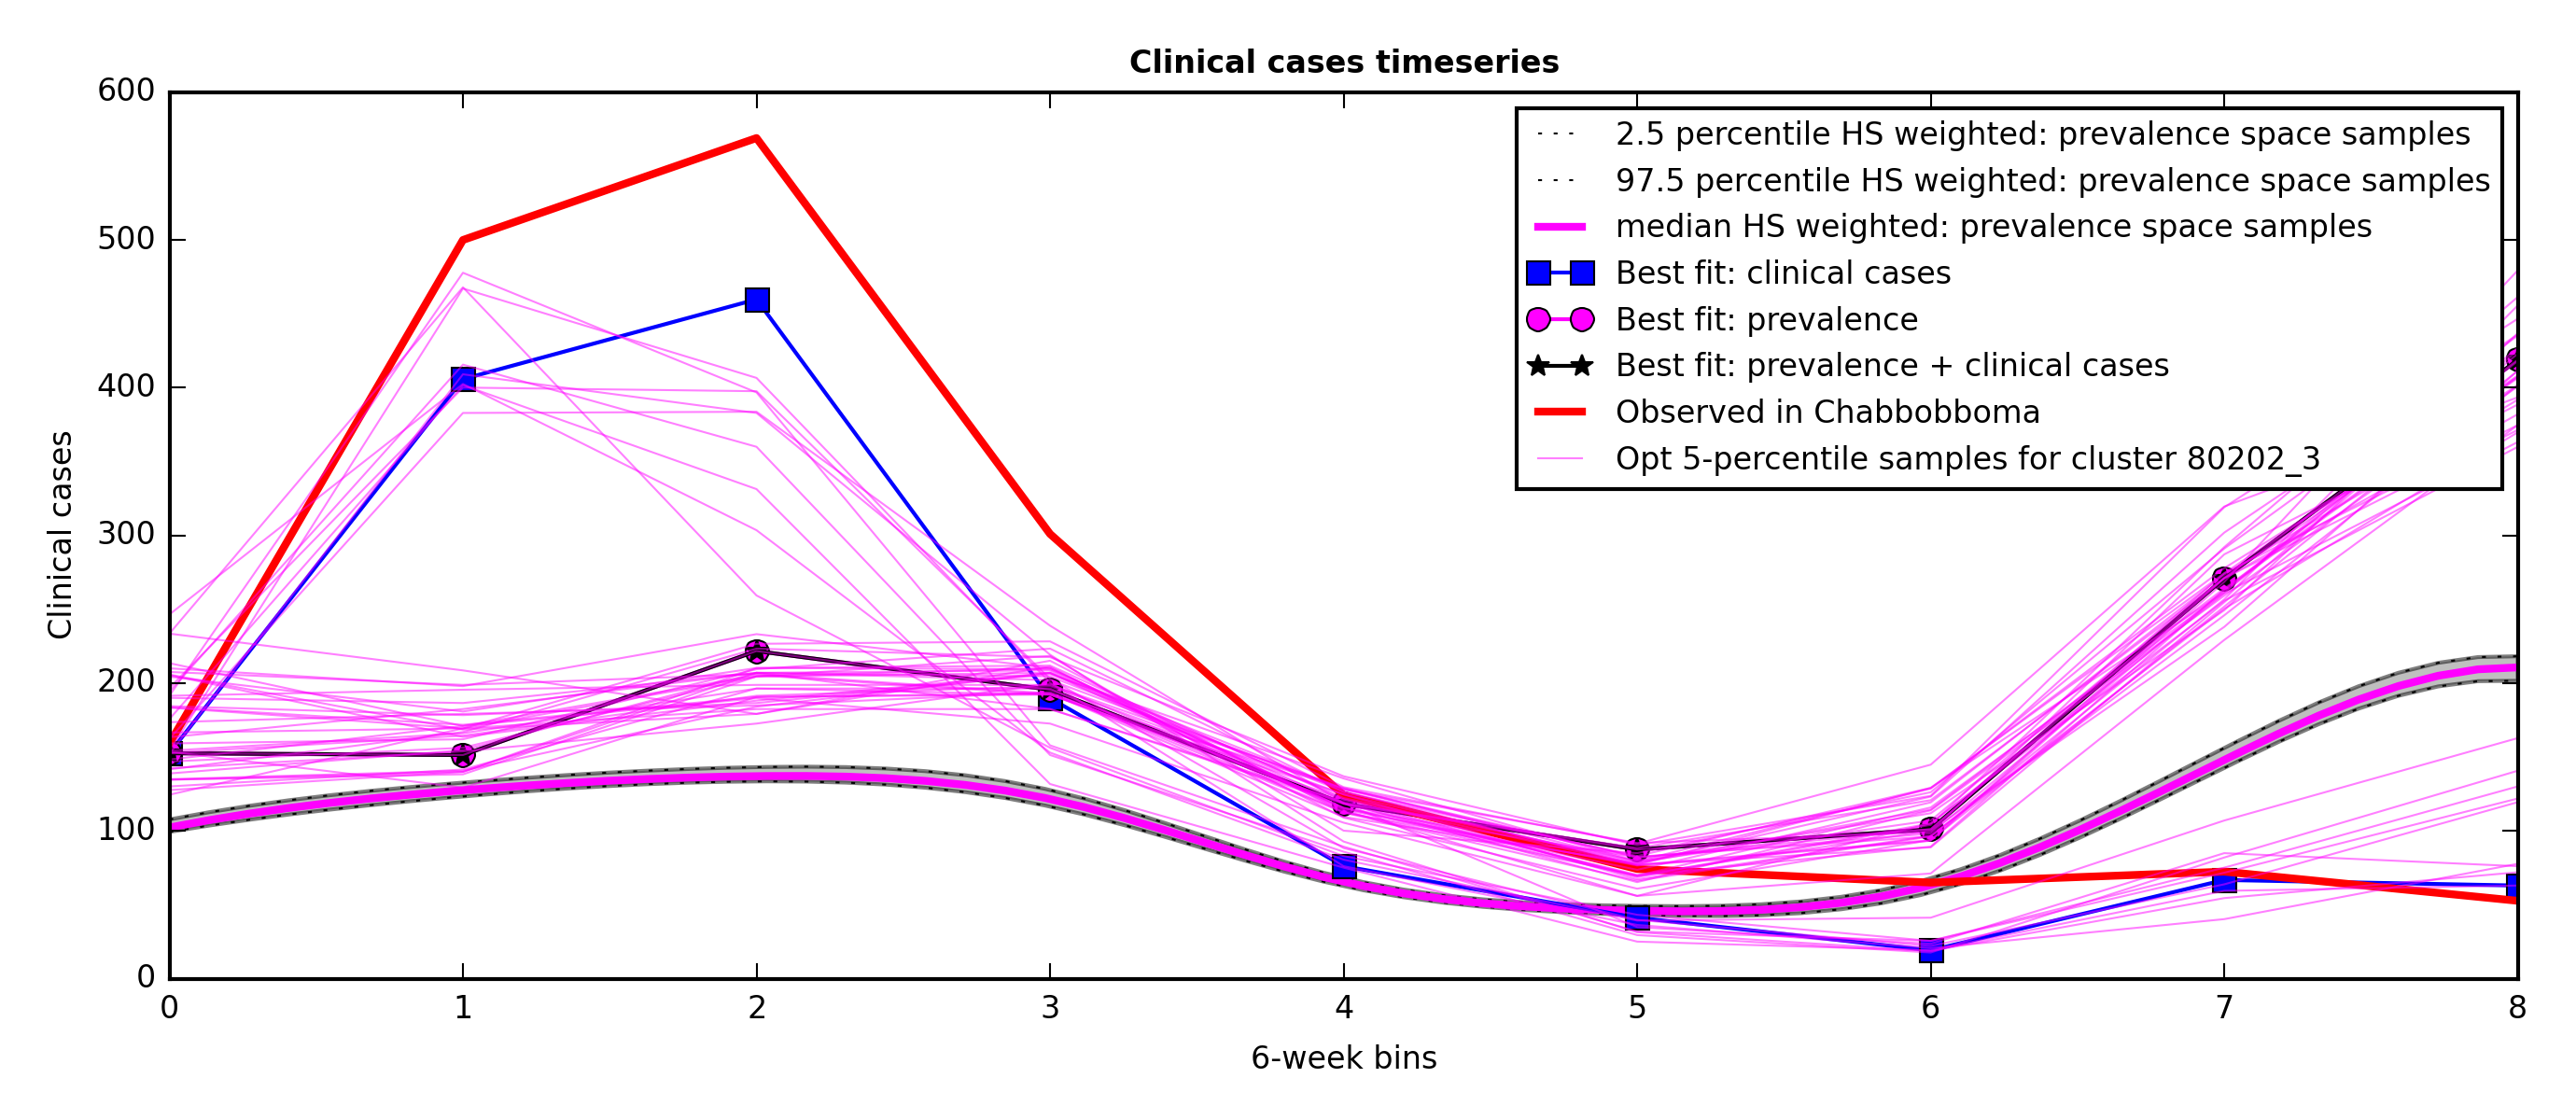 Clinical cases timeseries
600
500
400
300
200
100
0
Clinical cases
2.5 percentile HS weighted: prevalence space samples
97.5 percentile HS weighted: prevalence space samples
median HS weighted: prevalence space samples
Best fit: clinical cases
Best fit: prevalence
Best fit: prevalence + clinical cases
Observed in Chabbobboma
Opt 5-percentile samples for cluster 80202_3
0 1 2 3 4 5 6 7 8
6-week bins